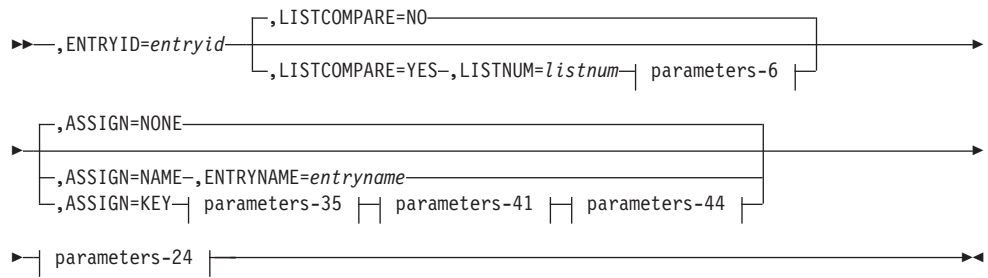 ,LISTCOMPARE=NO
,ENTRYID=entryid
,LISTCOMPARE=YES ,LISTNUM=listnum parameters-6
,ASSIGN=NONE
,ASSIGN=NAME ,ENTRYNAME=entryname
,ASSIGN=KEY parameters-35 parameters-41 parameters-44
parameters-24